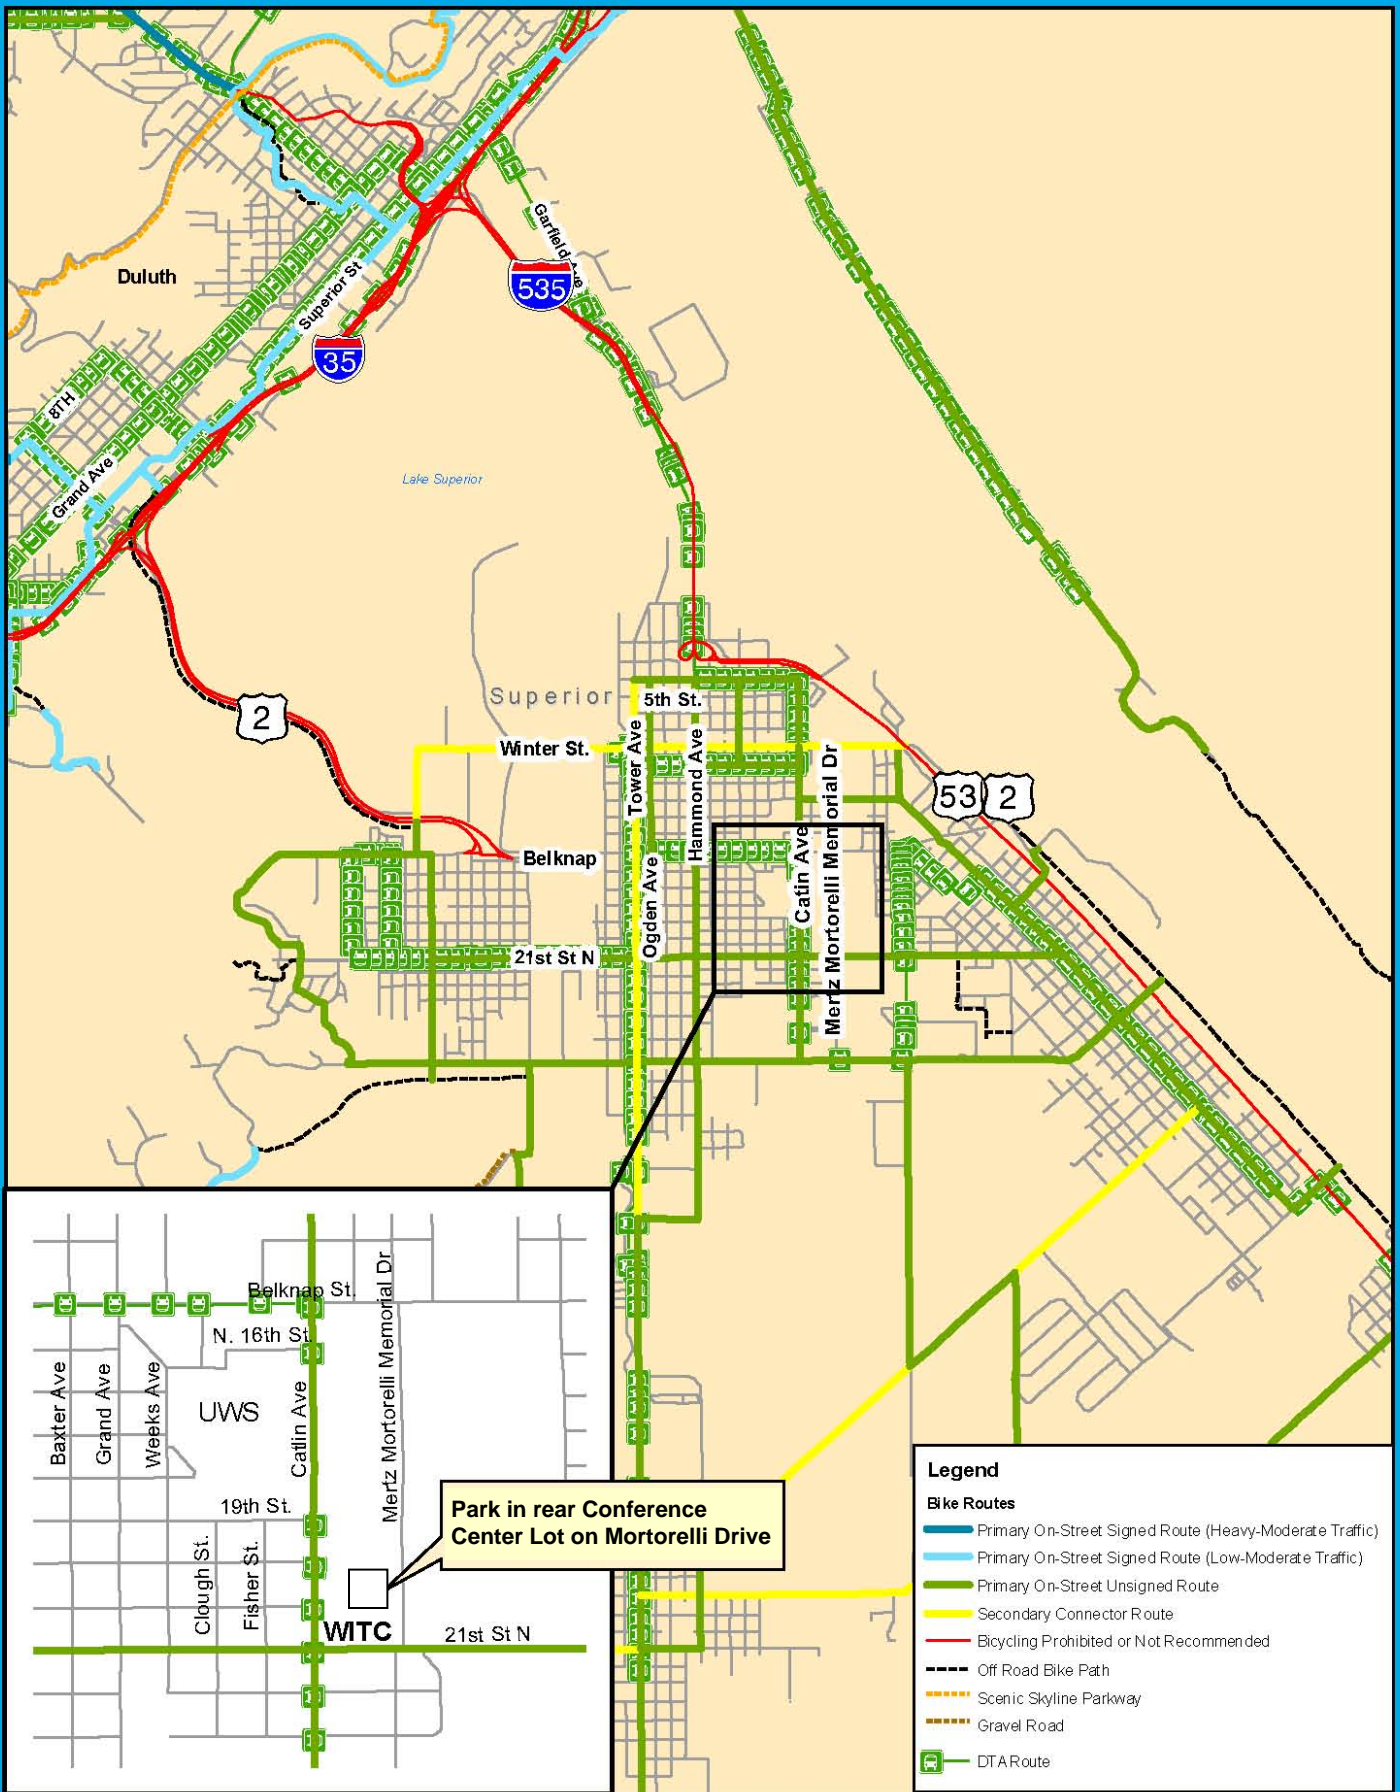 Duluth
Superior St
Garfield Ave
535
35
8TH
Grand Ave
Lake Superior
2
Superior
5th St.
Winter St.
Tower Ave
Hammond Ave
Mertz Mortorelli Memorial Dr
53
2
Belknap
Ogden Ave
Catin Ave
21st St N
Belknap St.
N. 16th St.
Mertz Mortorelli Memorial Dr
Baxter Ave
Grand Ave
Weeks Ave
UWS
Catlin Ave
19th St.
Clough St.
Fisher St.
WITC
21st St N
Park in rear Conference
Center Lot on Mortorelli Drive
Legend
Bike Routes
Primary On-Street Signed Route (Heavy-Moderate Traffic)
Primary On-Street Signed Route (Low-Moderate Traffic)
Primary On-Street Unsigned Route
Secondary Connector Route
Bicycling Prohibited or Not Recommended
Off Road Bike Path
Scenic Skyline Parkway
Gravel Road
DTA Route